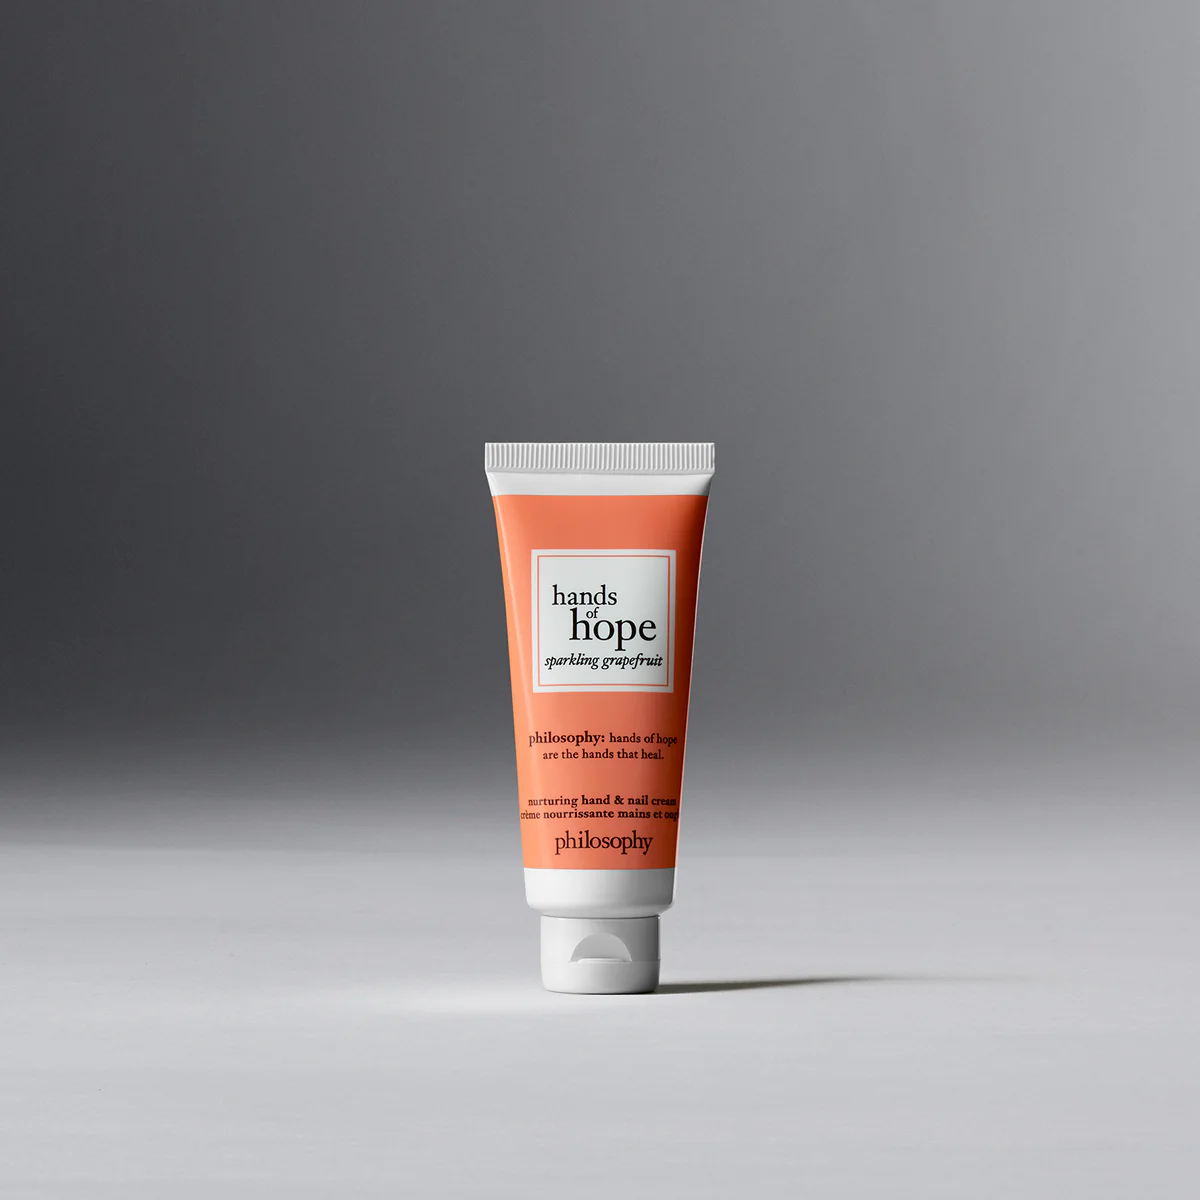 hands
of
hope
sparkling grapefruit
philosophy: hands of hope
are the hands that heal.
nurturing hand & nail cream
crème nourrissante mains et
philosophy